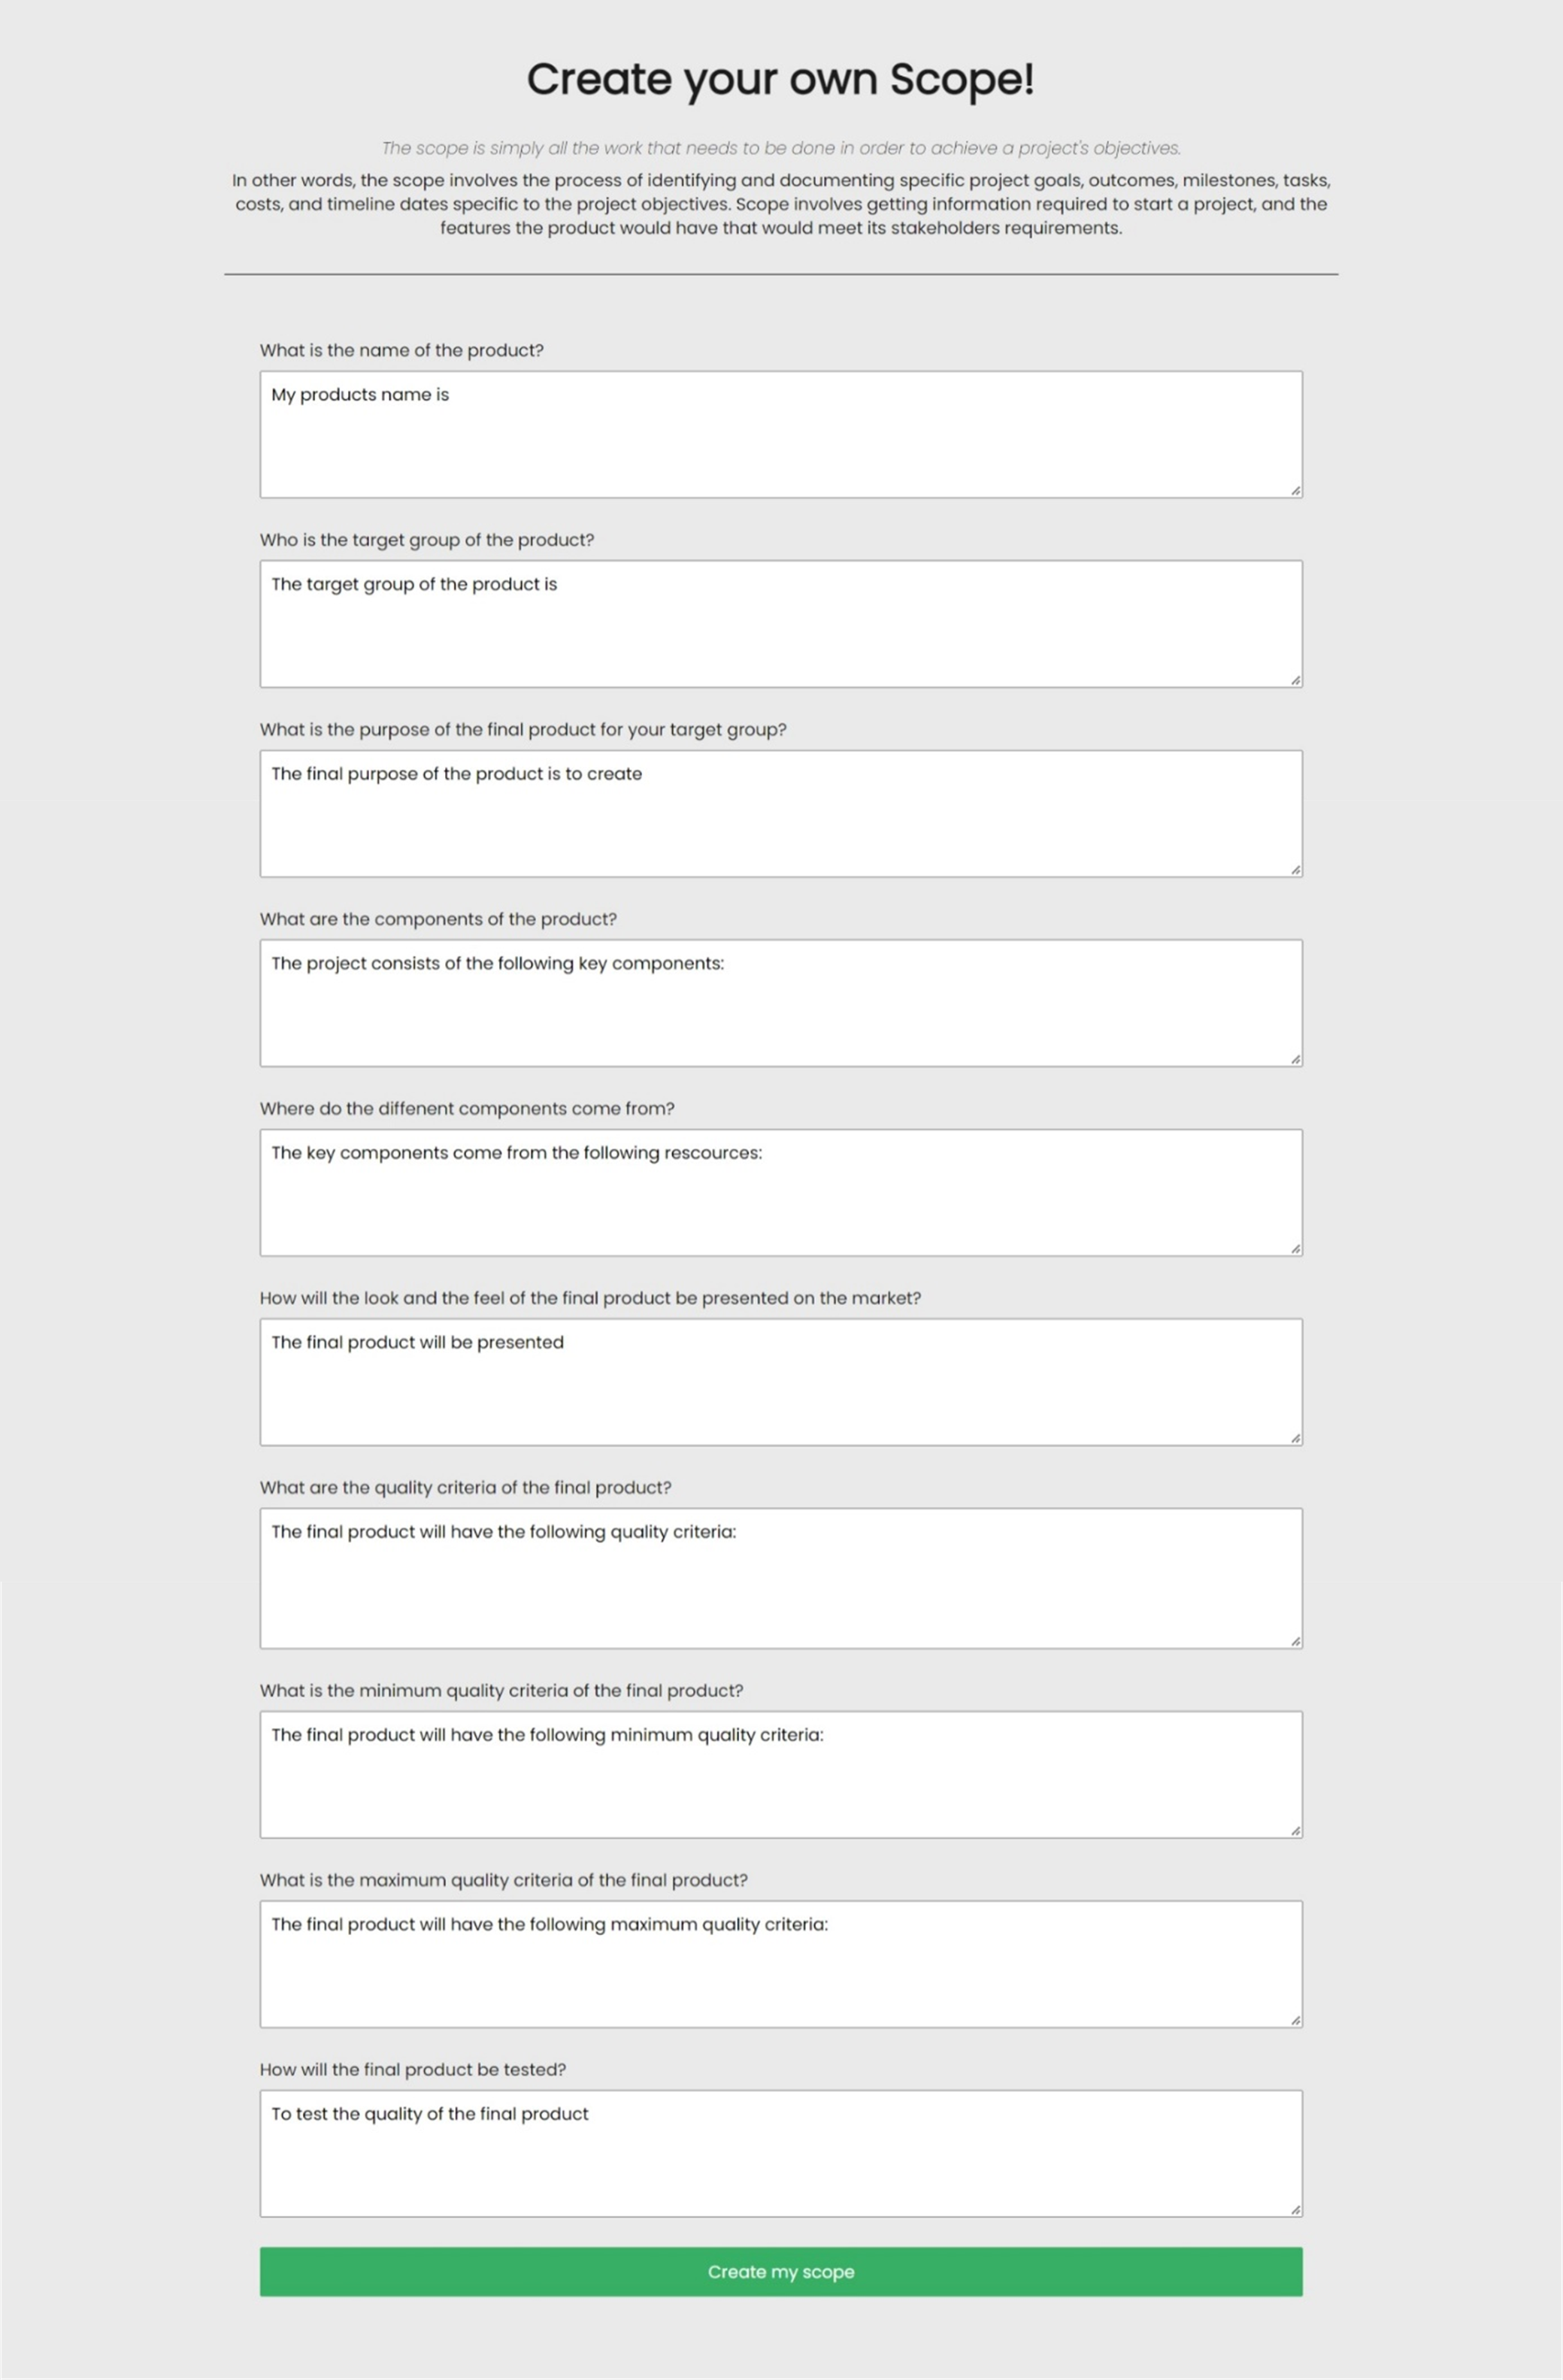 Create your own Scope!
The scope is simply all the work that needs to be done in order to achieve a project's objectives.
In other words, the scope involves the process of identifying and documenting specific project goals, outcomes, milestones, tasks,
costs, and timeline dates specific to the project objectives. Scope involves getting information required to start a project, and the
features the product would have that would meet its stakeholders requirements.
What is the name of the product?
My products name is
Who is the target group of the product?
The target group of the product is
What is the purpose of the final product for your target group?
The final purpose of the product is to create
What are the components of the product?
The project consists of the following key components:
Where do the diffenent components come from?
The key components come from the following rescources:
How will the look and the feel of the final product be presented on the market?
The final product will be presented
What are the quality criteria of the final product?
The final product will have the following quality criteria:
What is the minimum quality criteria of the final product?
The final product will have the following minimum quality criteria:
What is the maximum quality criteria of the final product?
The final product will have the following maximum quality criteria:
How will the final product be tested?
To test the quality of the final product
Create my scope